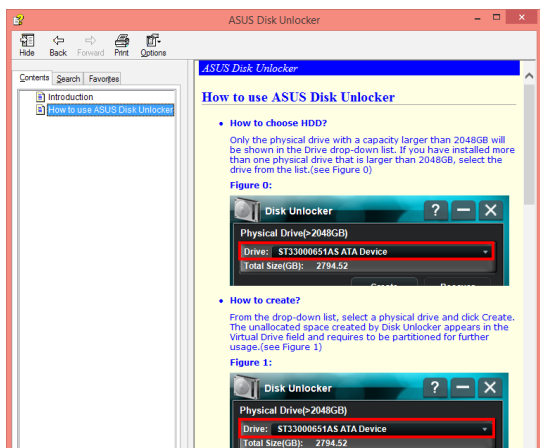 ASUS Disk Unlocker
Hide Back Forward Print Options
Contents Search Favorites
Introduction
How to use ASUS Disk Unlocker
ASUS Disk Unlocker
How to use ASUS Disk Unlocker
How to choose HDD?
Only the physical drive with a capacity larger than 2048GB will
be shown in the Drive drop-down list. If you have installed more
than one physical drive that is larger than 2048GB, select the
drive from the list.(see Figure 0)
Figure 0:
Disk Unlocker
Physical Drive(>2048GB)
Drive: ST33000651AS ATA Device
Total Size(GB): 2794.52
How to create?
From the drop-down list, select a physical drive and click Create.
The unallocated space created by Disk Unlocker appears in the
Virtual Drive field and requires to be partitioned for further
usage.(see Figure 1)
Figure 1:
Disk Unlocker
Physical Drive(>2048GB)
Drive: ST33000651AS ATA Device
Total Size(GB): 2794.52